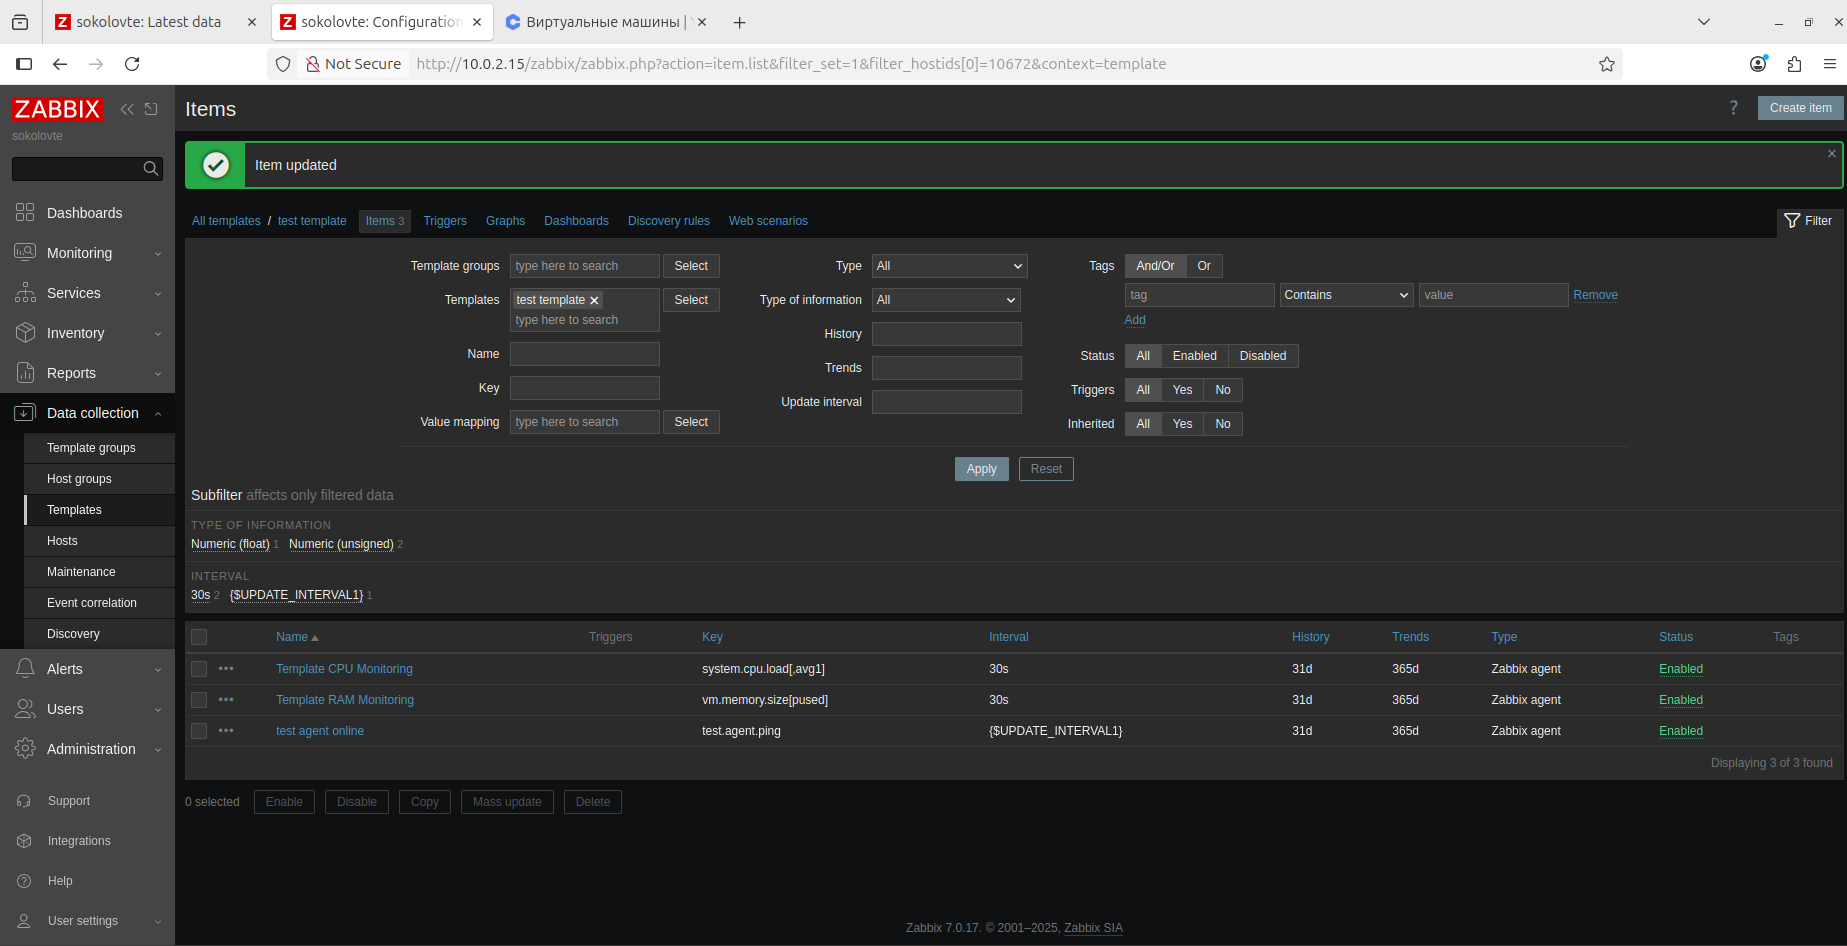 sokolovte: Latest data
sokolovte: Configuration
Виртуальные машины |
Not Secure
http://10.0.2.15/zabbix/zabbix.php?action=item.list&filter_set=1&filter_hostids[0]=10672&context=template
ZABBIX
sokolovte
Dashboards
Monitoring
Services
Inventory
Reports
Data collection
Template groups
Host groups
Templates
Hosts
Maintenance
Event correlation
Discovery
Alerts
Users
Administration
Support
Integrations
Help
User settings
Items
? Create item
Item updated
All templates / test template Items 3 Triggers Graphs Dashboards Discovery rules Web scenarios
Filter
Template groups type here to search Select
Templates test template Select
type here to search
Name
Key
Value mapping type here to search Select
Type All
Type of information All
History
Trends
Update interval
Tags And/Or Or
tag Contains value Remove
Add
Status All Enabled Disabled
Triggers All Yes No
Inherited All Yes No
Apply Reset
Subfilter affects only filtered data
TYPE OF INFORMATION
Numeric (float) 1 Numeric (unsigned) 2
INTERVAL
30s 2 {$UPDATE_INTERVAL1} 1
Name Triggers Key Interval History Trends Type Status Tags
Template CPU Monitoring system.cpu.load[,avg1] 30s 31d 365d Zabbix agent Enabled
Template RAM Monitoring vm.memory.size[pused] 30s 31d 365d Zabbix agent Enabled
test agent online test.agent.ping {$UPDATE_INTERVAL1} 31d 365d Zabbix agent Enabled
Displaying 3 of 3 found
0 selected Enable Disable Copy Mass update Delete
Zabbix 7.0.17. © 2001–2025, Zabbix SIA